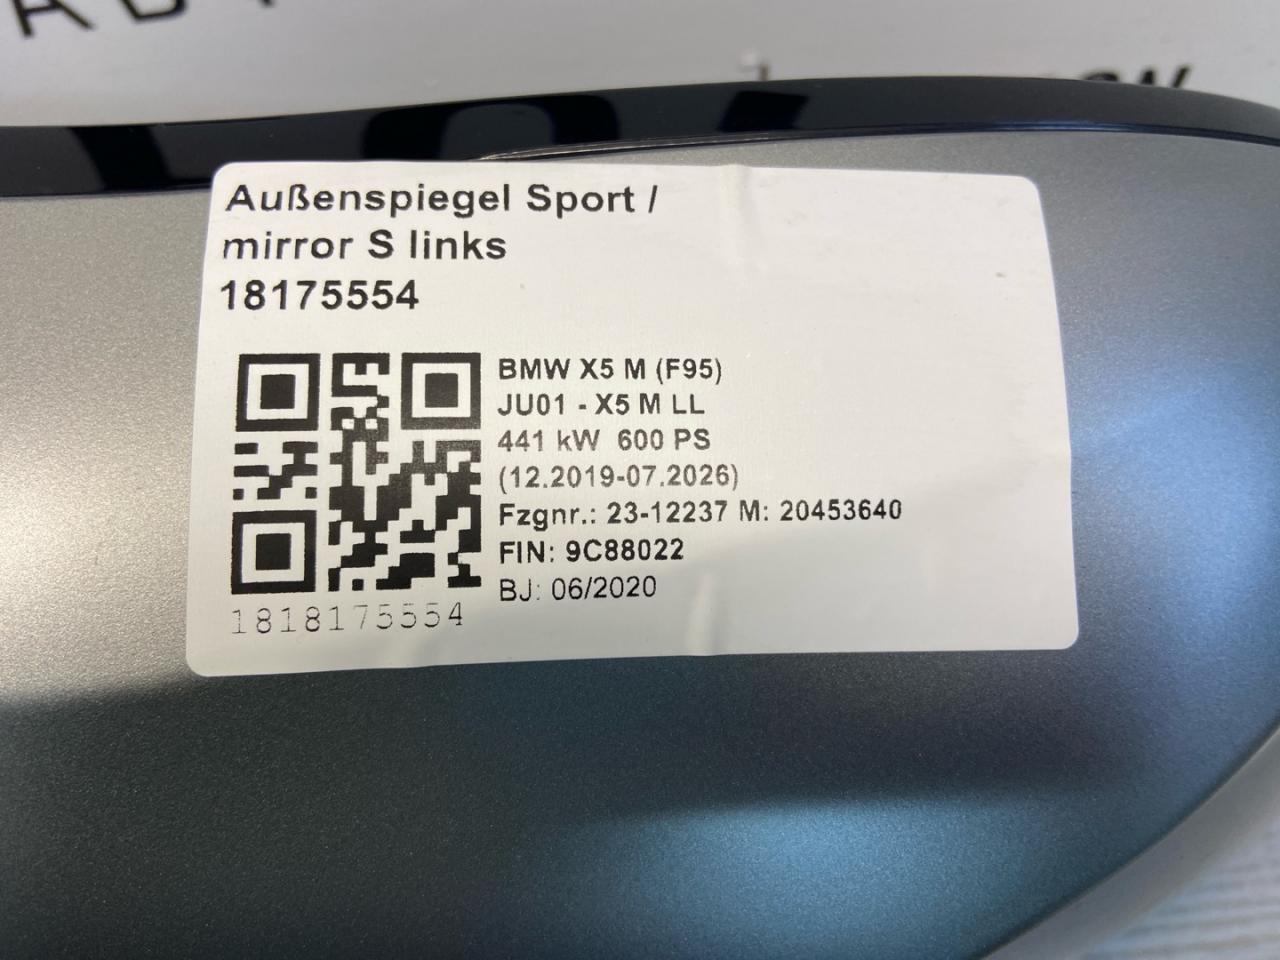 Außenspiegel Sport /
mirror S links
18175554
BMW X5 M (F95)
JU01 - X5 M LL
441 kW 600 PS
(12.2019-07.2026)
Fzgnr.: 23-12237 M: 20453640
FIN: 9C88022
BJ: 06/2020
1818175554